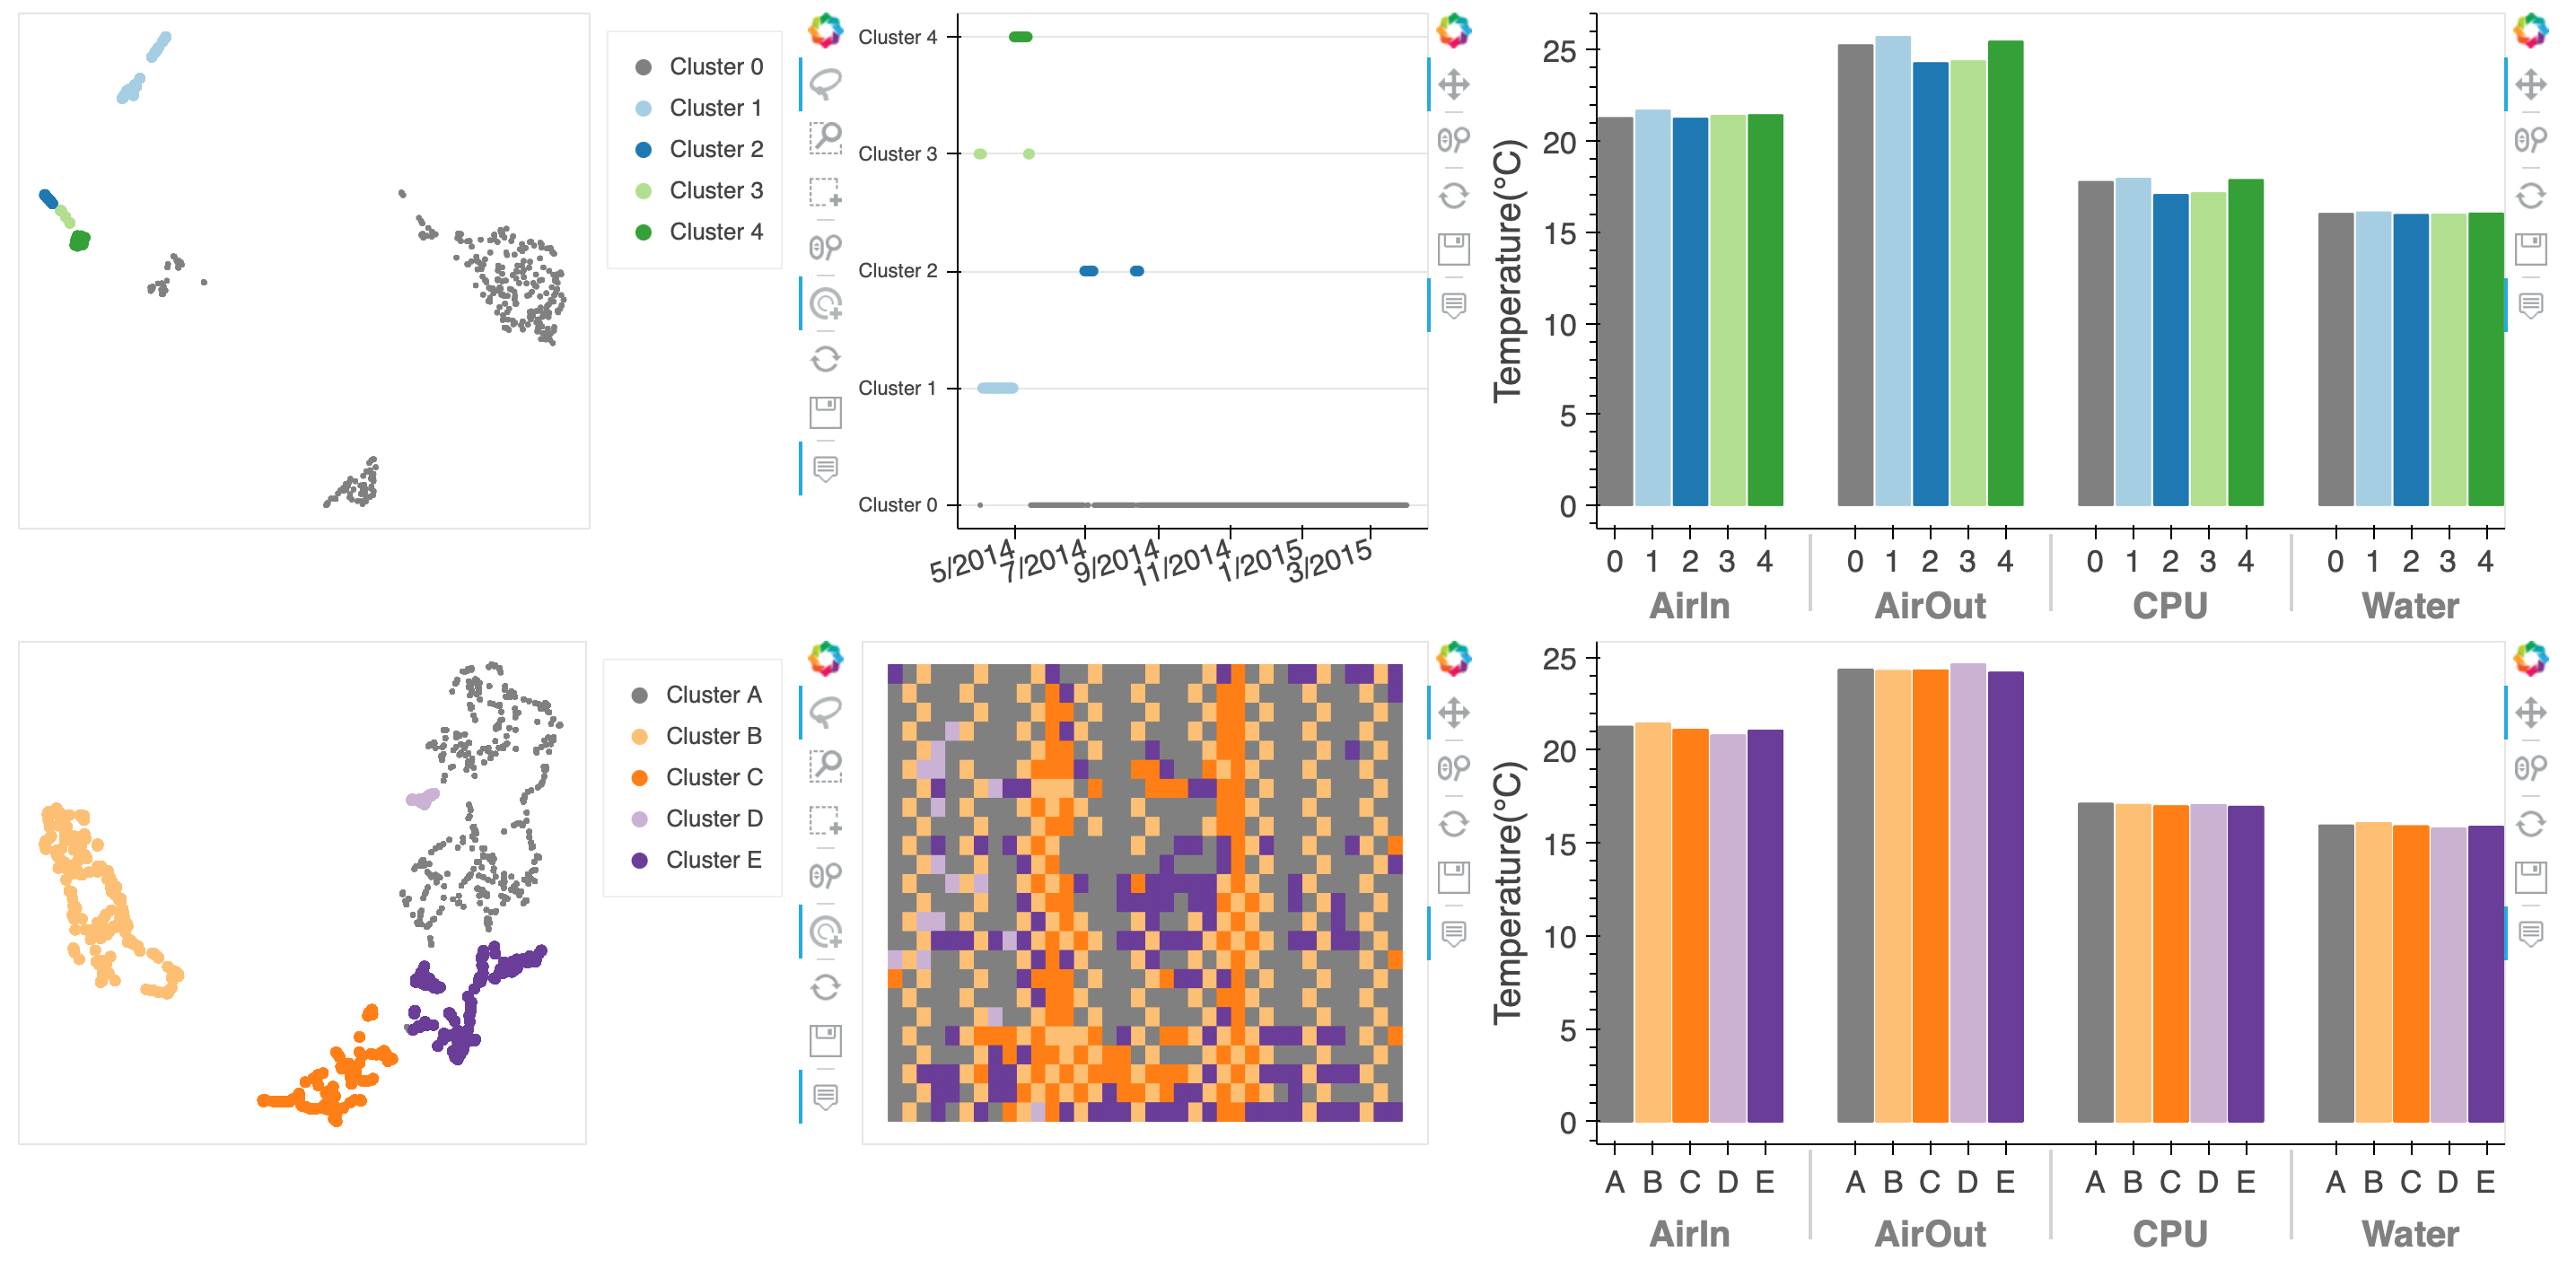 Cluster 0
Cluster 1
Cluster 2
Cluster 3
Cluster 4
Cluster 4
Cluster 3
Cluster 2
Cluster 1
Cluster 0
5/2014 7/2014 9/2014 11/2014 1/2015 3/2015
Temperature(°C)
25
20
15
10
5
0
0 1 2 3 4 0 1 2 3 4 0 1 2 3 4 0 1 2 3 4
AirIn AirOut CPU Water
Cluster A
Cluster B
Cluster C
Cluster D
Cluster E
Temperature(°C)
25
20
15
10
5
0
A B C D E A B C D E A B C D E A B C D E
AirIn AirOut CPU Water